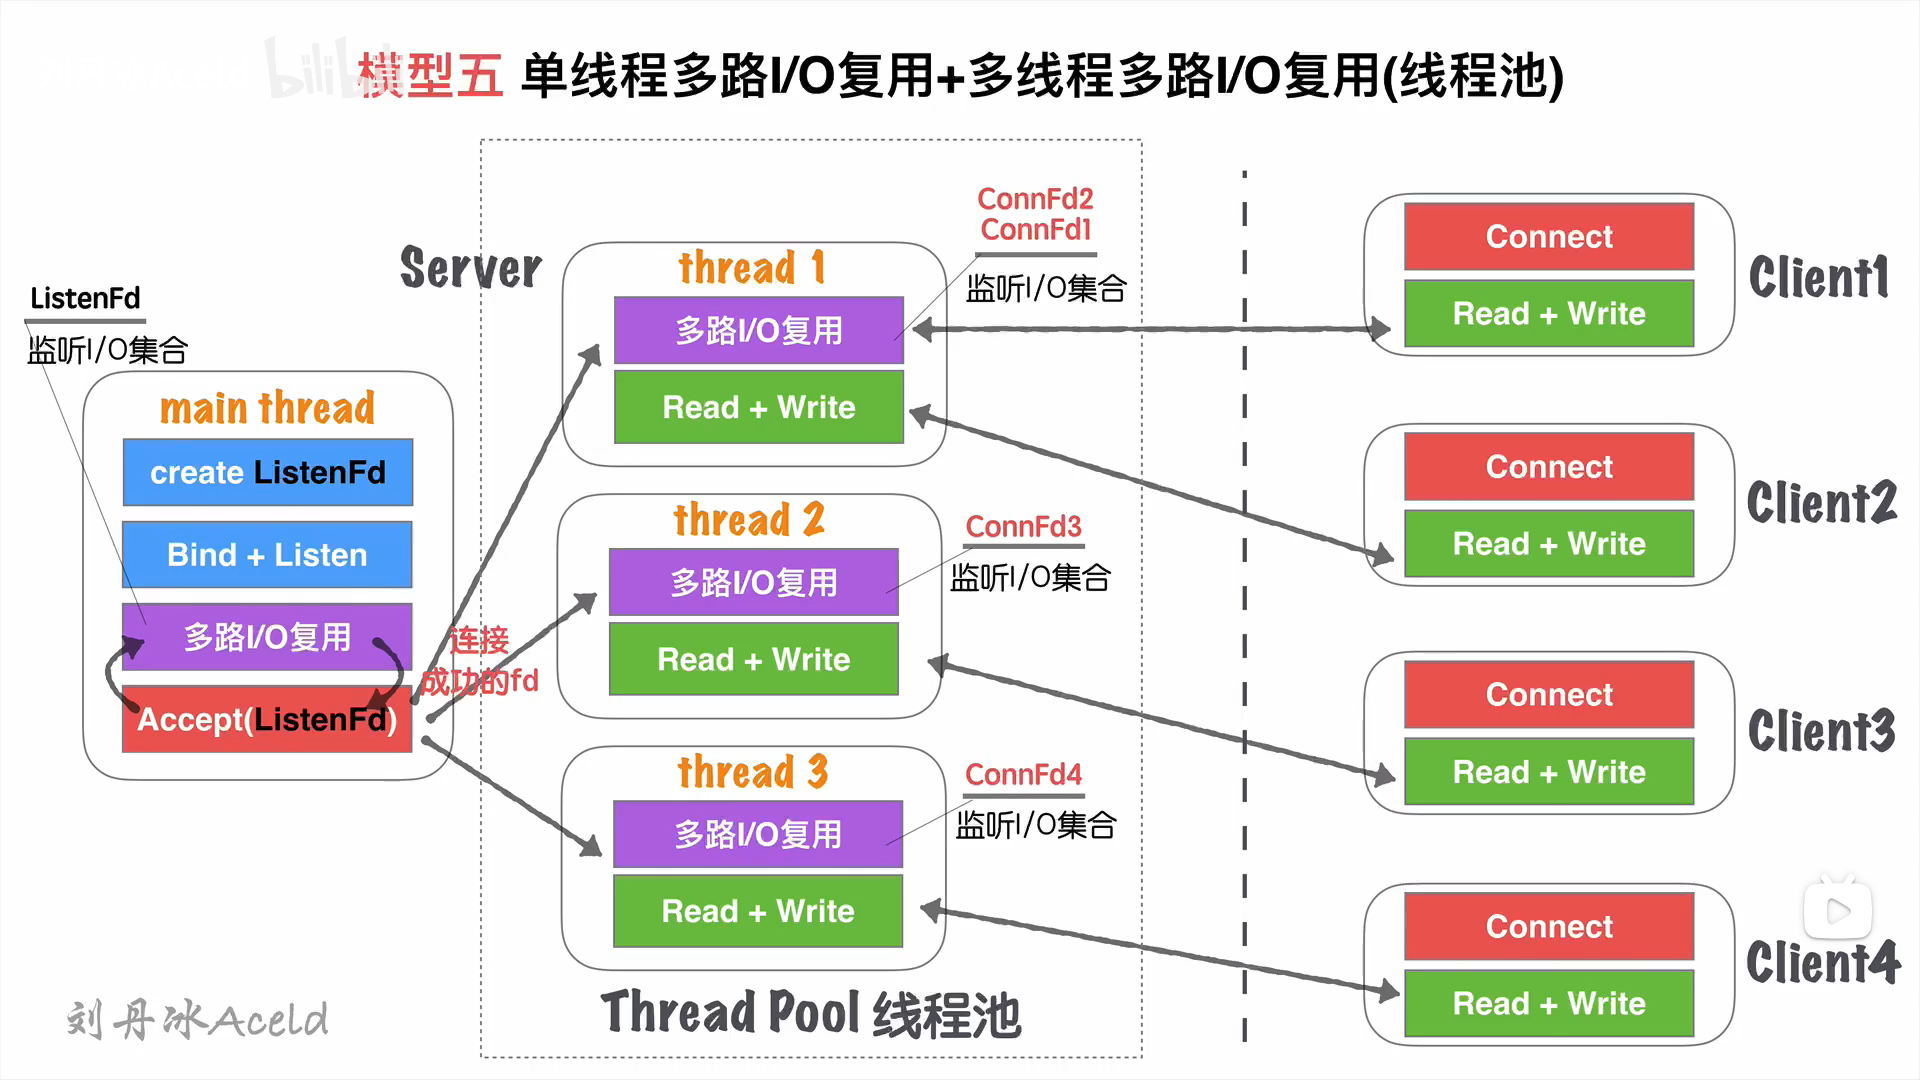 bilibili
模型五 单线程多路I/O复用+多线程多路I/O复用(线程池)
Server
ListenFd
监听I/O集合
main thread
create ListenFd
Bind + Listen
多路I/O复用
Accept(ListenFd)
连接
成功的fd
thread 1
多路I/O复用
Read + Write
ConnFd2
ConnFd1
监听I/O集合
thread 2
多路I/O复用
Read + Write
ConnFd3
监听I/O集合
thread 3
多路I/O复用
Read + Write
ConnFd4
监听I/O集合
Thread Pool 线程池
Connect
Read + Write
Client1
Connect
Read + Write
Client2
Connect
Read + Write
Client3
Connect
Read + Write
Client4
刘丹冰Aceld